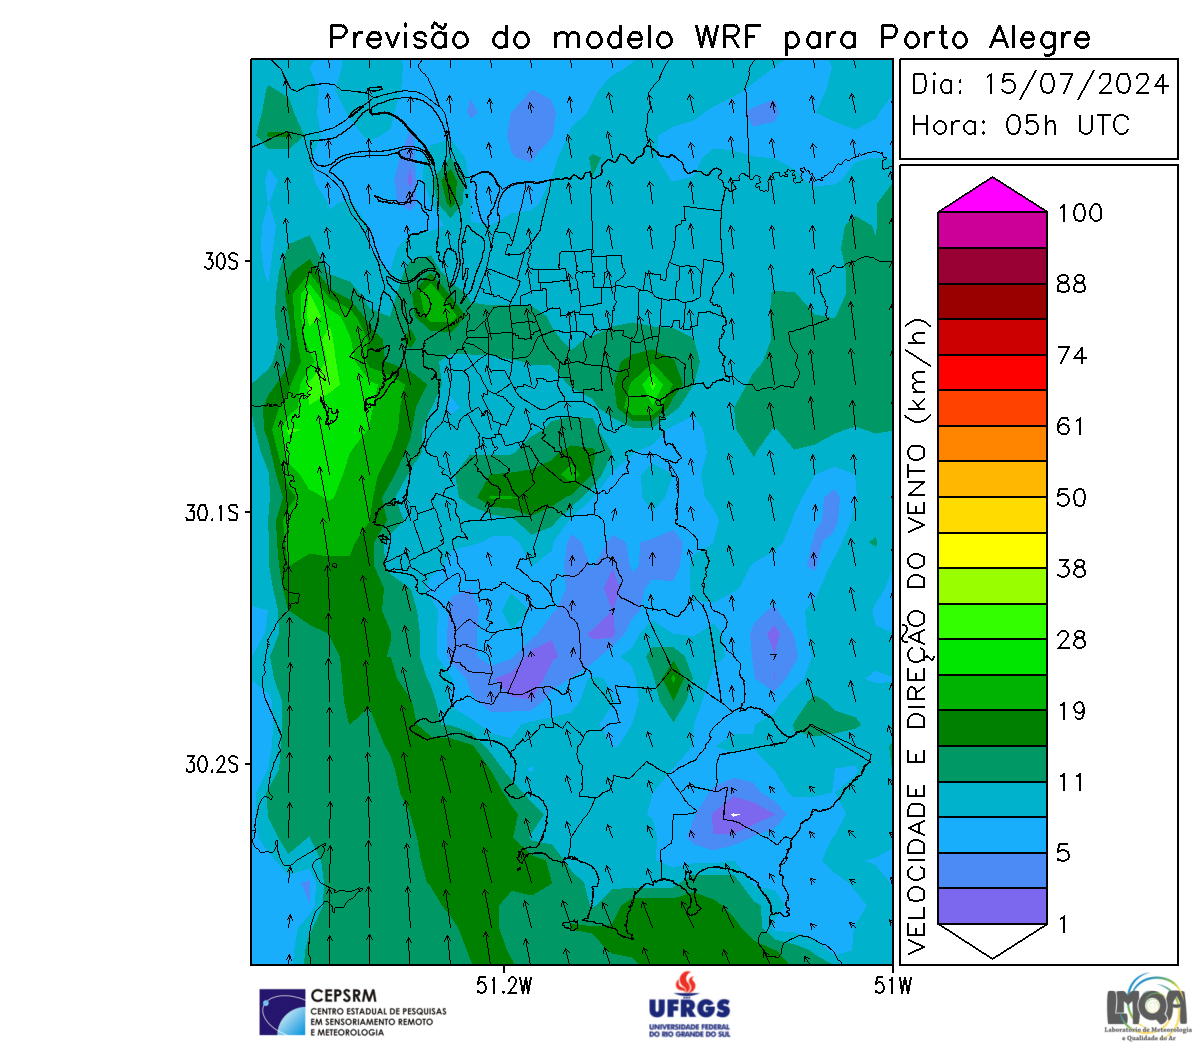 Previsão do modelo WRF para Porto Alegre
Dia: 15/07/2024
Hora: 05h UTC
30S
30.1S
30.2S
51.2W
51W
VELOCIDADE E DIREÇÃO DO VENTO (km/h)
100
88
74
61
50
38
28
19
11
5
1
CEPSRM
CENTRO ESTADUAL DE PESQUISAS
EM SENSORIAMENTO REMOTO
E METEOROLOGIA
UFRGS
UNIVERSIDADE FEDERAL
DO RIO GRANDE DO SUL
LMQA
Laboratório de Meteorologia
e Qualidade do Ar